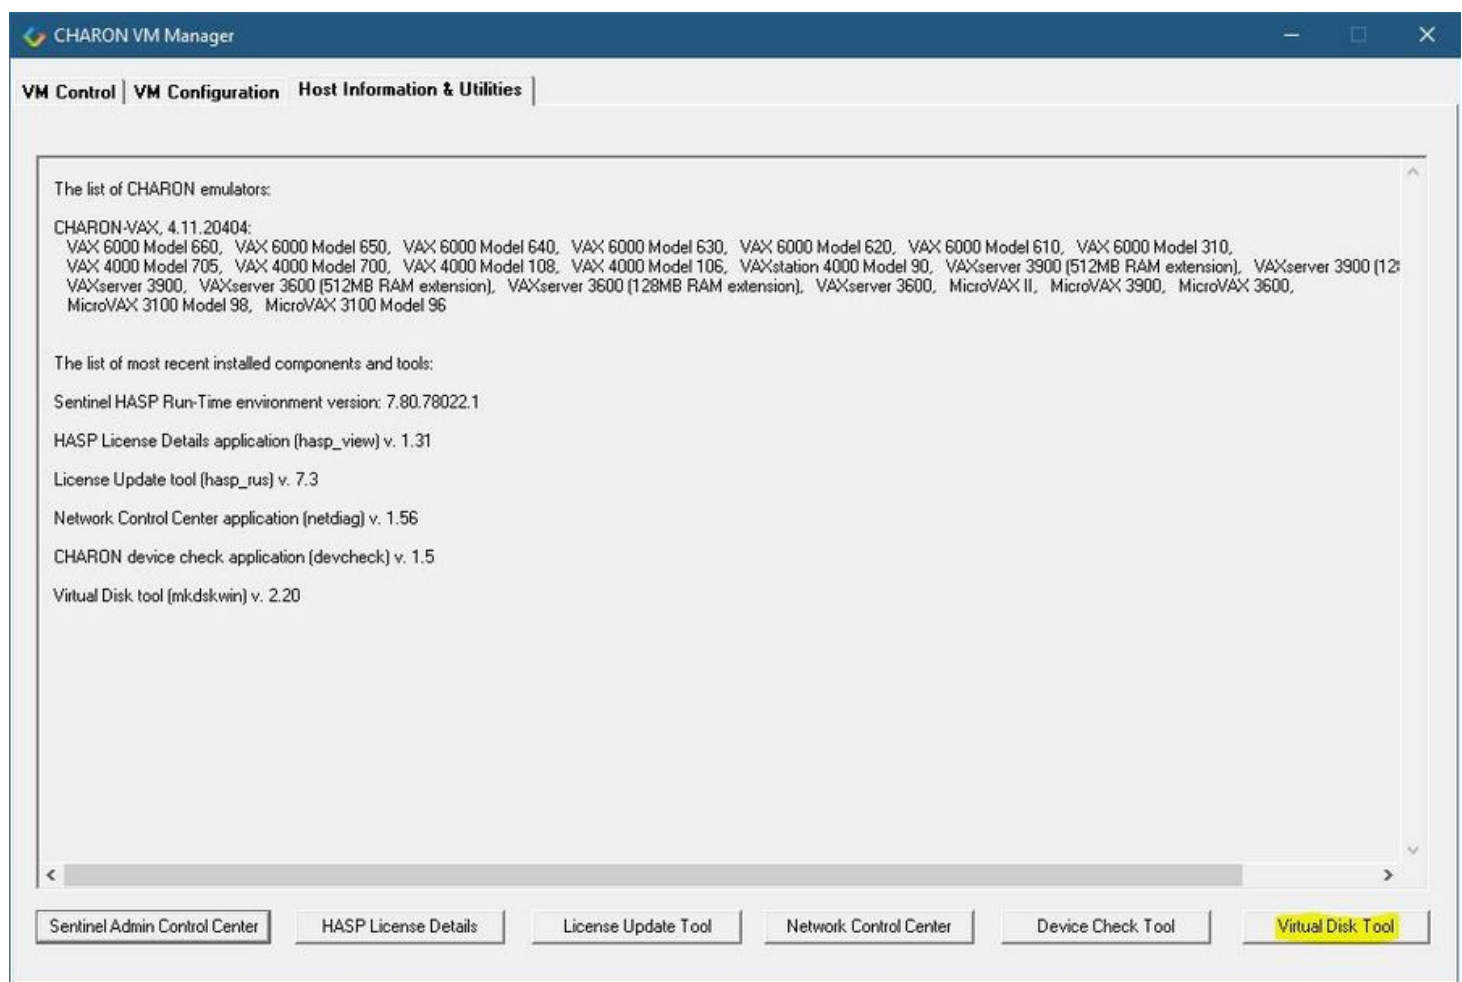 CHARON VM Manager
VM Control VM Configuration Host Information & Utilities
The list of CHARON emulators:
CHARON-VAX, 4.11.20404:
VAX 6000 Model 660, VAX 6000 Model 650, VAX 6000 Model 640, VAX 6000 Model 630, VAX 6000 Model 620, VAX 6000 Model 610, VAX 6000 Model 310,
VAX 4000 Model 705, VAX 4000 Model 700, VAX 4000 Model 108, VAX 4000 Model 106, VAXstation 4000 Model 90, VAXserver 3900 (512MB RAM extension), VAXserver 3900
VAXserver 3900, VAXserver 3600 (512MB RAM extension), VAXserver 3600 (128MB RAM extension), VAXserver 3600, MicroVAX II, MicroVAX 3900, MicroVAX 3600,
MicroVAX 3100 Model 98, MicroVAX 3100 Model 96
The list of most recent installed components and tools:
Sentinel HASP Run-Time environment version: 7.80.78022.1
HASP License Details application (hasp_view) v. 1.31
License Update tool (hasp_rus) v. 7.3
Network Control Center application (netdiag) v. 1.56
CHARON device check application (devcheck) v. 1.5
Virtual Disk tool (mkdskwin) v. 2.20
Sentinel Admin Control Center HASP License Details License Update Tool Network Control Center Device Check Tool Virtual Disk Tool